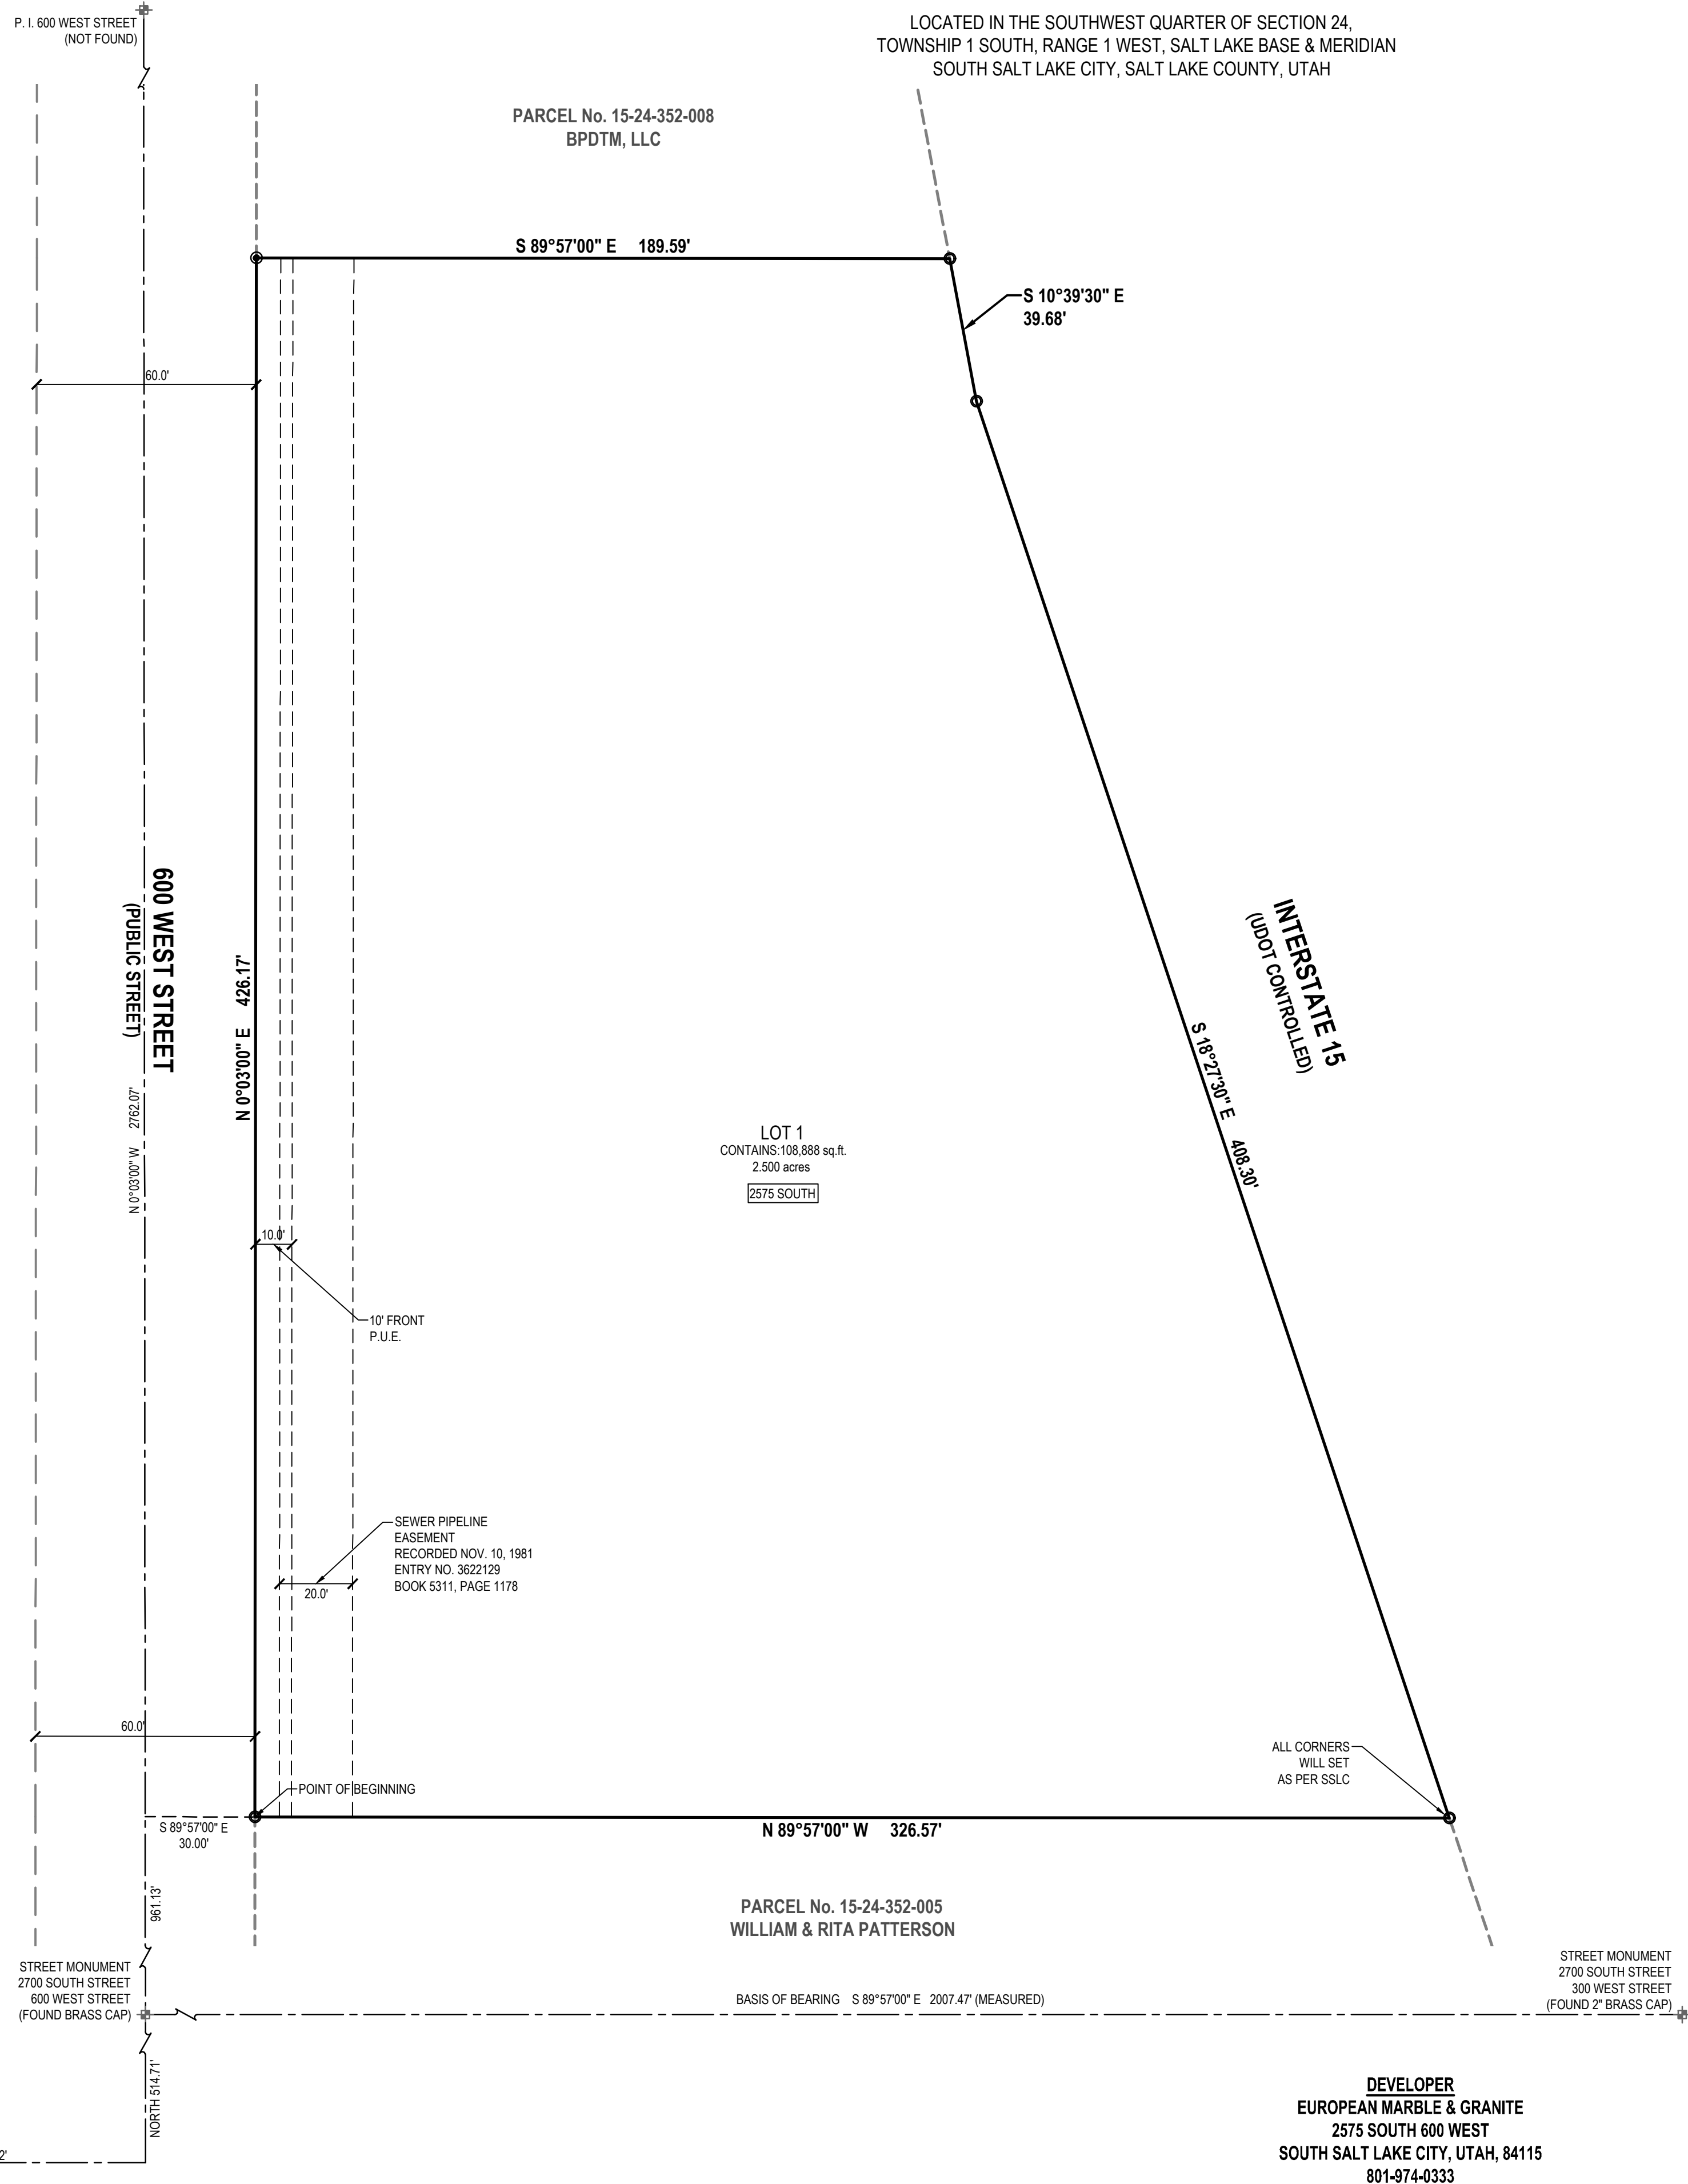 P. I. 600 WEST STREET
(NOT FOUND)
LOCATED IN THE SOUTHWEST QUARTER OF SECTION 24,
TOWNSHIP 1 SOUTH, RANGE 1 WEST, SALT LAKE BASE & MERIDIAN
SOUTH SALT LAKE CITY, SALT LAKE COUNTY, UTAH
PARCEL No. 15-24-352-008
BPDTM, LLC
S 89°57'00" E 189.59'
S 10°39'30" E
39.68'
60.0'
600 WEST STREET
(PUBLIC STREET)
N 0°03'00" W 2762.07'
N 0°03'00" E 426.17'
INTERSTATE 15
(UDOT CONTROLLED)
S 18°27'30" E 408.30'
LOT 1
CONTAINS:108,888 sq.ft.
2.500 acres
2575 SOUTH
10.0'
10' FRONT
P.U.E.
SEWER PIPELINE
EASEMENT
RECORDED NOV. 10, 1981
ENTRY NO. 3622129
BOOK 5311, PAGE 1178
20.0'
60.0'
ALL CORNERS
WILL SET
AS PER SSLC
POINT OF BEGINNING
S 89°57'00" E
30.00'
N 89°57'00" W 326.57'
961.13'
PARCEL No. 15-24-352-005
WILLIAM & RITA PATTERSON
STREET MONUMENT
2700 SOUTH STREET
600 WEST STREET
(FOUND BRASS CAP)
BASIS OF BEARING S 89°57'00" E 2007.47' (MEASURED)
STREET MONUMENT
2700 SOUTH STREET
300 WEST STREET
(FOUND 2" BRASS CAP)
NORTH 514.71'
2'
DEVELOPER
EUROPEAN MARBLE & GRANITE
2575 SOUTH 600 WEST
SOUTH SALT LAKE CITY, UTAH, 84115
801-974-0333